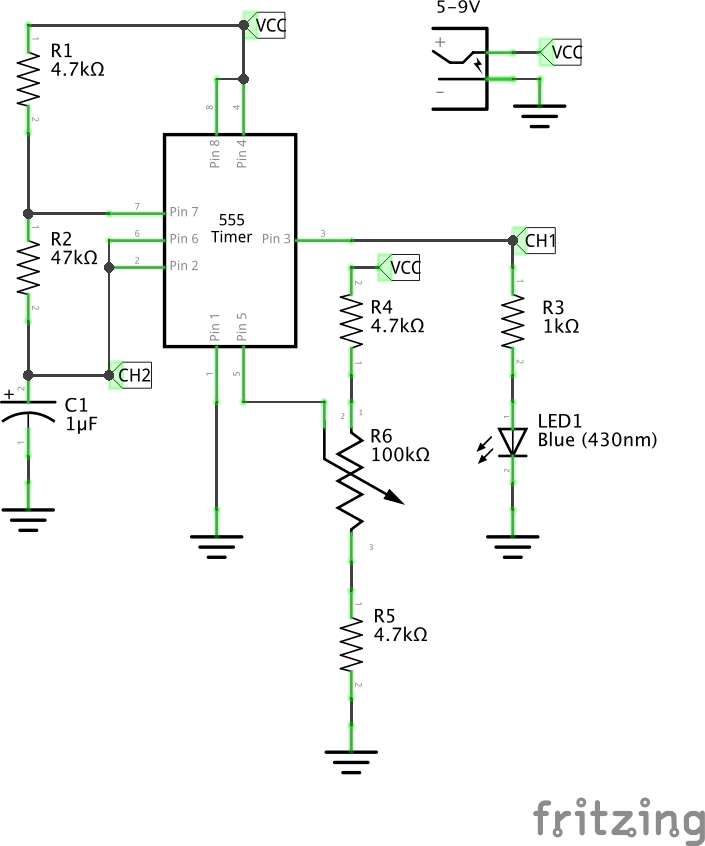 5-9V
VCC
R1
4.7kΩ
1
2
+
-
VCC
8
4
Pin 8
Pin 4
7
Pin 7
6
Pin 6
2
Pin 2
555
Timer
Pin 3
3
CH1
1
R2
47kΩ
2
VCC
2
R4
4.7kΩ
1
1
R3
1kΩ
2
Pin 1
Pin 5
1
5
CH2
+
2
C1
1µF
1
2
1
R6
100kΩ
3
1
LED1
Blue (430nm)
2
1
R5
4.7kΩ
2
fritzing